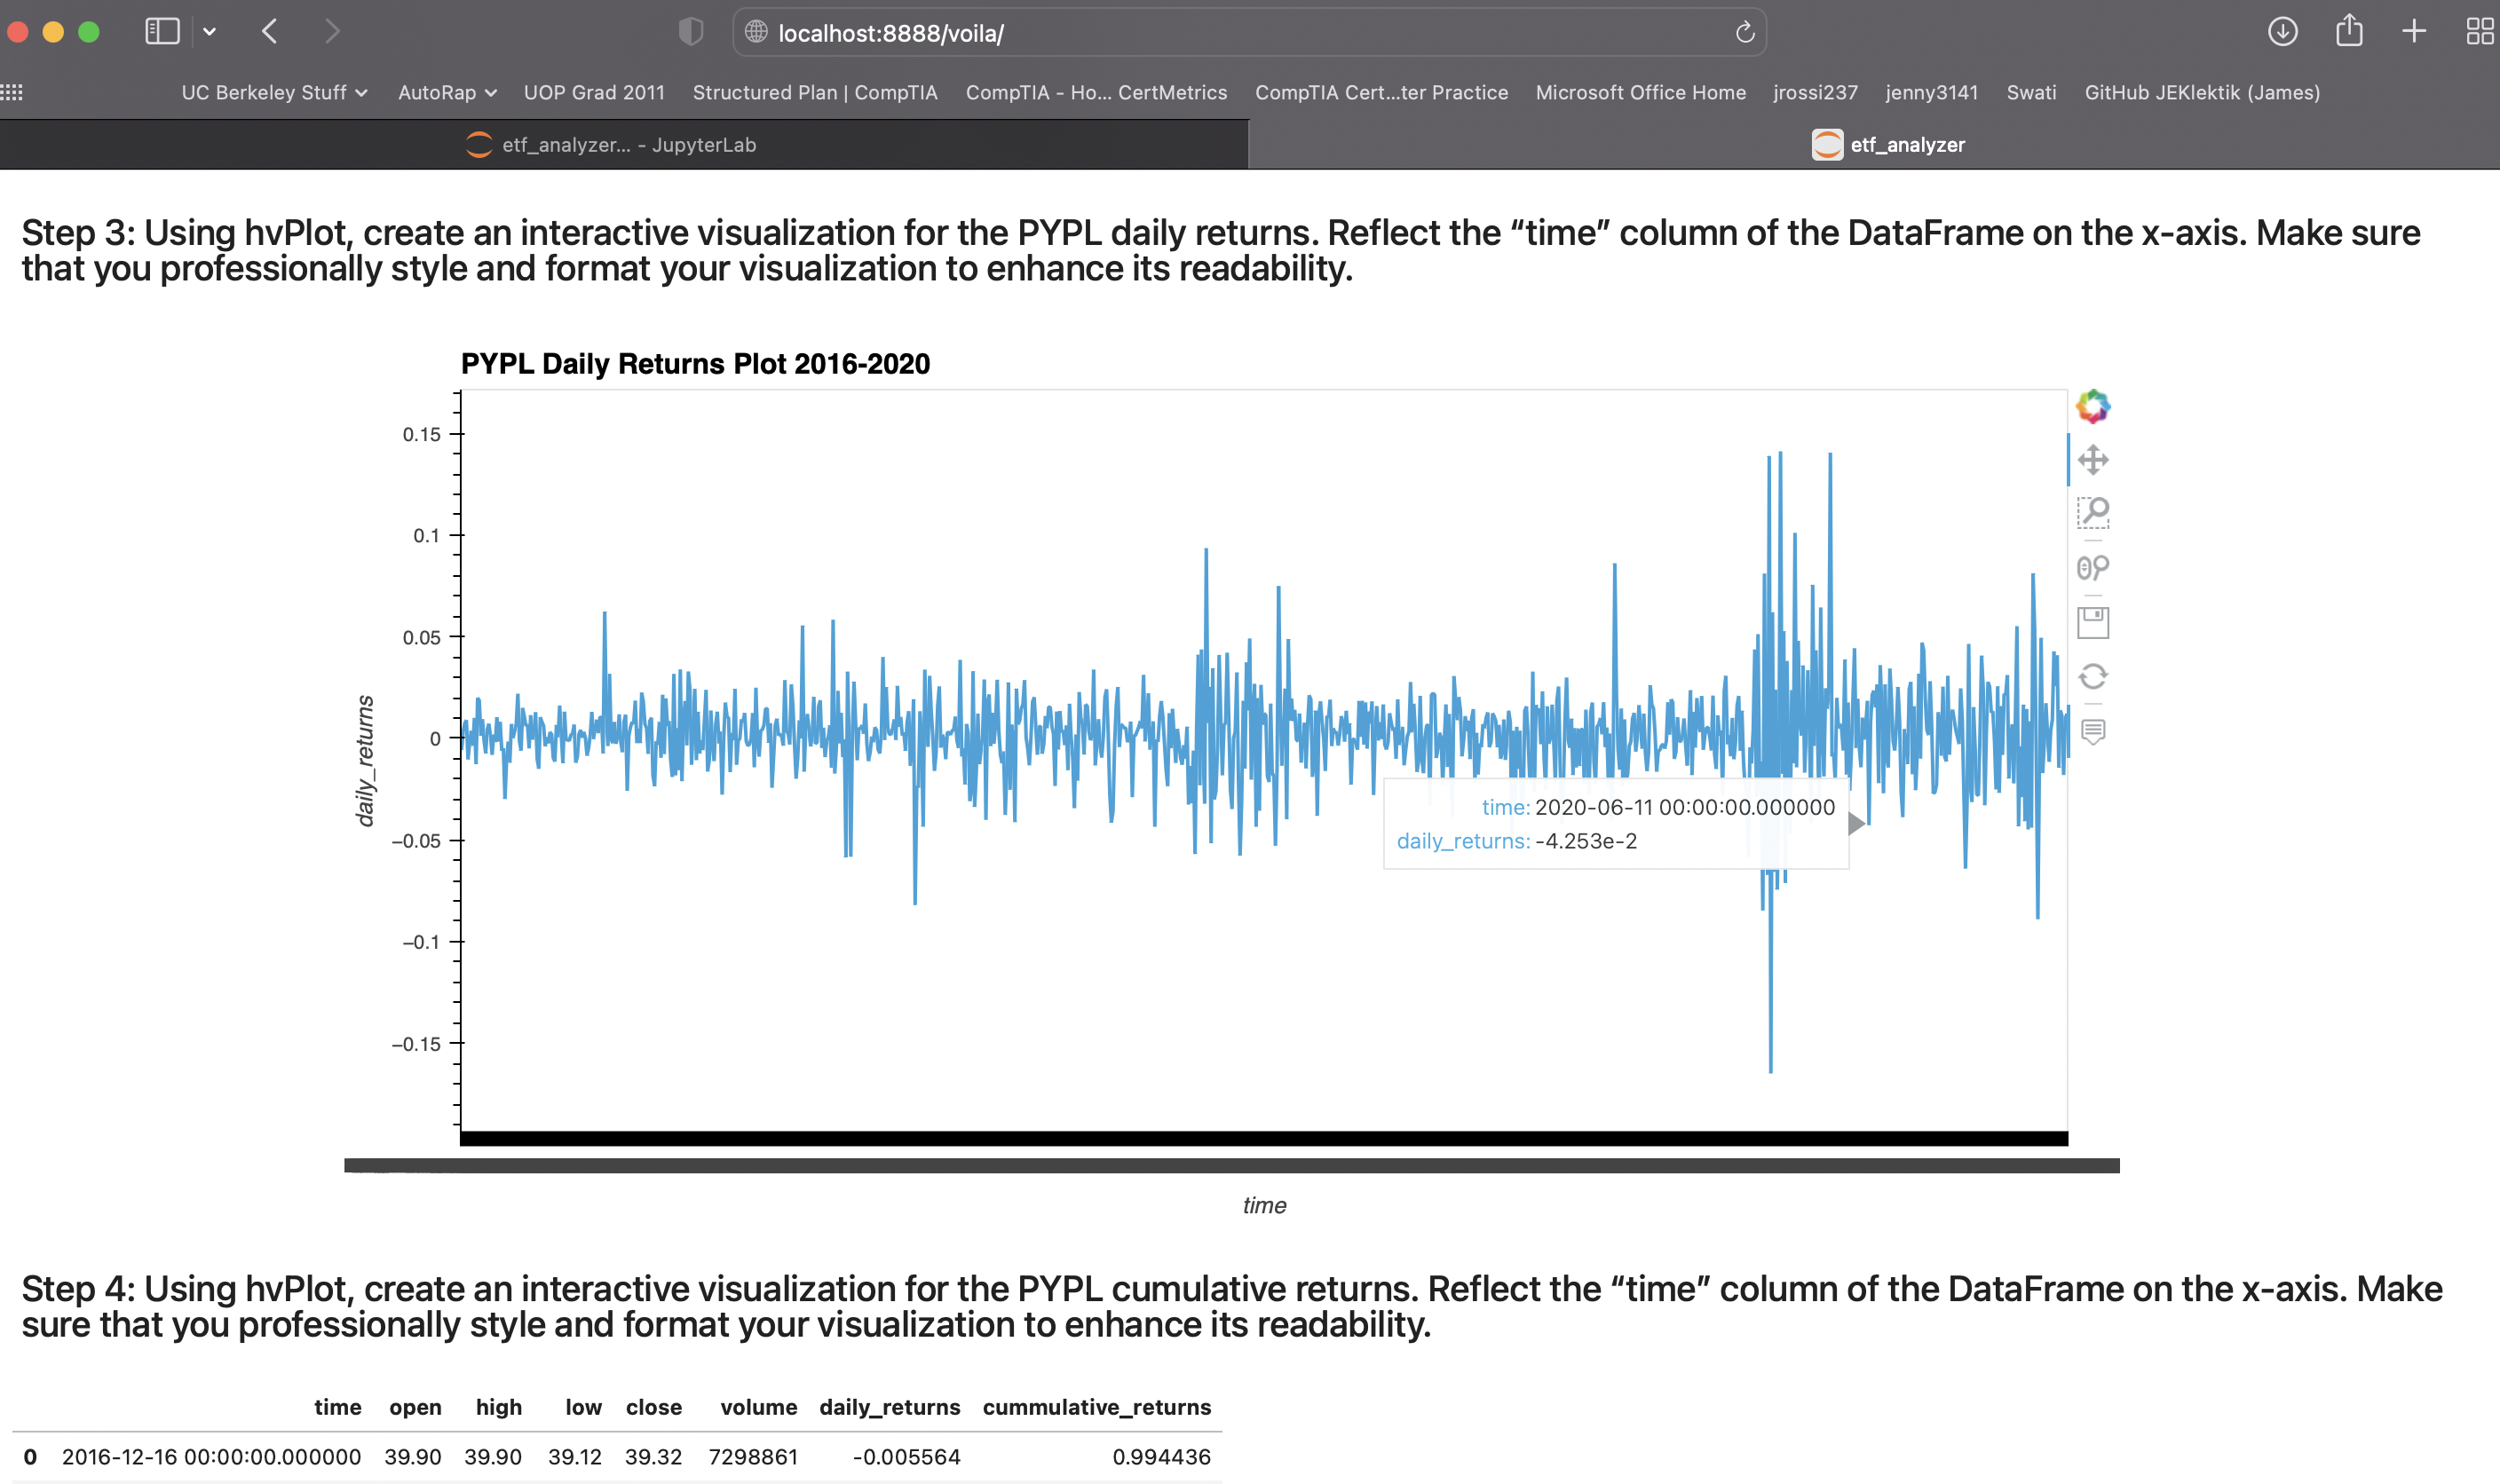 localhost:8888/voila/
UC Berkeley Stuff AutoRap UOP Grad 2011 Structured Plan | CompTIA CompTIA - Ho... CertMetrics CompTIA Cert...ter Practice Microsoft Office Home jrossi237 jenny3141 Swati GitHub JEKlektik (James)
etf_analyzer... - JupyterLab etf_analyzer
Step 3: Using hvPlot, create an interactive visualization for the PYPL daily returns. Reflect the “time” column of the DataFrame on the x-axis. Make sure
that you professionally style and format your visualization to enhance its readability.
PYPL Daily Returns Plot 2016-2020
0.15
0.1
0.05
0
−0.05
−0.1
−0.15
daily_returns
time: 2020-06-11 00:00:00.000000
daily_returns: -4.253e-2
time
Step 4: Using hvPlot, create an interactive visualization for the PYPL cumulative returns. Reflect the “time” column of the DataFrame on the x-axis. Make
sure that you professionally style and format your visualization to enhance its readability.
time open high low close volume daily_returns cummulative_returns
0 2016-12-16 00:00:00.000000 39.90 39.90 39.12 39.32 7298861 -0.005564 0.994436